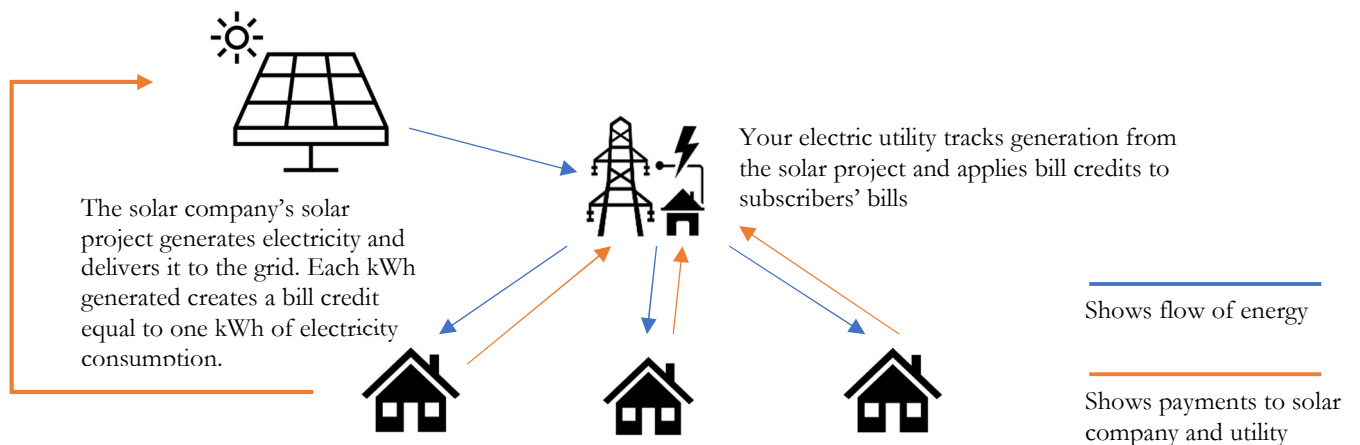 The solar company’s solar
project generates electricity and
delivers it to the grid. Each kWh
generated creates a bill credit
equal to one kWh of electricity
consumption.
Your electric utility tracks generation from
the solar project and applies bill credits to
subscribers’ bills
Shows flow of energy
Shows payments to solar
company and utility